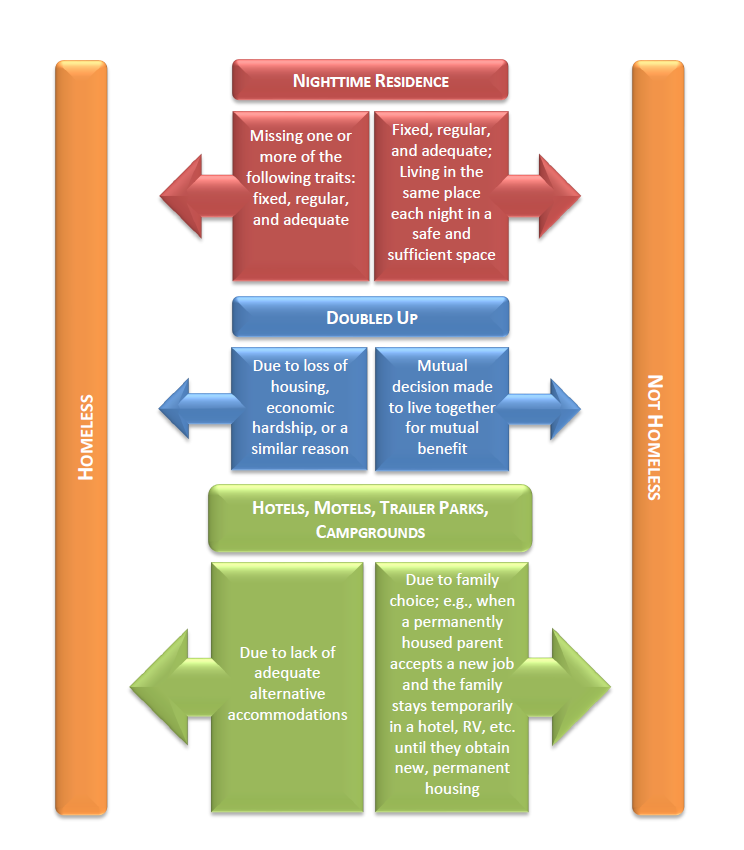 NIGHTTIME RESIDENCE
Missing one or
more of the
following traits:
fixed, regular,
and adequate
Fixed, regular,
and adequate;
Living in the
same place
each night in a
safe and
sufficient space
DOUBLED UP
Due to loss of
housing,
economic
hardship, or a
similar reason
Mutual
decision made
to live together
for mutual
benefit
HOTELS, MOTELS, TRAILER PARKS,
CAMPGROUNDS
Due to lack of
adequate
alternative
accommodations
Due to family
choice; e.g., when
a permanently
housed parent
accepts a new job
and the family
stays temporarily
in a hotel, RV, etc.
until they obtain
new, permanent
housing
HOMELESS
NOT HOMELESS